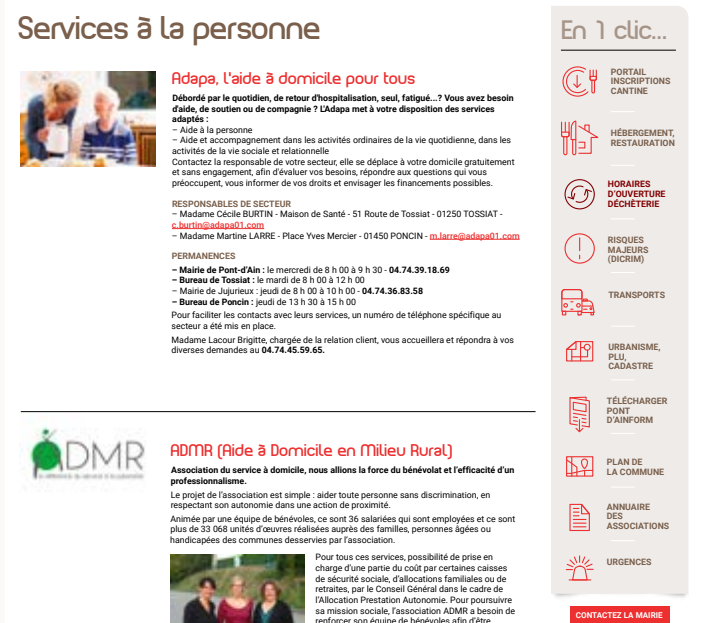 Services à la personne
Adapa, l'aide à domicile pour tous
Débordé par le quotidien, de retour d'hospitalisation, seul, fatigué...? Vous avez besoin
d'aide, de soutien ou de compagnie ? L'Adapa met à votre disposition des services
adaptés :
– Aide à la personne
– Aide et accompagnement dans les activités ordinaires de la vie quotidienne, dans les
activités de la vie sociale et relationnelle
Contactez la responsable de votre secteur, elle se déplace à votre domicile gratuitement
et sans engagement, afin d'évaluer vos besoins, répondre aux questions qui vous
préoccupent, vous informer de vos droits et envisager les financements possibles.
RESPONSABLES DE SECTEUR
– Madame Cécile BURTIN - Maison de Santé - 51 Route de Tossiat - 01250 TOSSIAT -
c.burtin@adapa01.com
– Madame Martine LARRE - Place Yves Mercier - 01450 PONCIN - m.larre@adapa01.com
PERMANENCES
– Mairie de Pont-d'Ain : le mercredi de 8 h 00 à 9 h 30 - 04.74.39.18.69
– Bureau de Tossiat : le mardi de 8 h 00 à 12 h 00
– Mairie de Jujurieux : jeudi de 8 h 00 à 10 h 00 - 04.74.36.83.58
– Bureau de Poncin : jeudi de 13 h 30 à 15 h 00
Pour faciliter les contacts avec leurs services, un numéro de téléphone spécifique au
secteur a été mis en place.
Madame Lacour Brigitte, chargée de la relation client, vous accueillera et répondra à vos
diverses demandes au 04.74.45.59.65.
ADMR
ADMR (Aide à Domicile en Milieu Rural)
Association du service à domicile, nous allions la force du bénévolat et l'efficacité d'un
professionnalisme.
Le projet de l'association est simple : aider toute personne sans discrimination, en
respectant son autonomie dans une action de proximité.
Animée par une équipe de bénévoles, ce sont 36 salariées qui sont employées et ce sont
plus de 33 068 unités d'œuvres réalisées auprès des familles, personnes âgées ou
handicapées des communes desservies par l'association.
Pour tous ces services, possibilité de prise en
charge d'une partie du coût par certaines caisses
de sécurité sociale, d'allocations familiales ou de
retraites, par le Conseil Général dans le cadre de
l'Allocation Prestation Autonomie. Pour poursuivre
sa mission sociale, l'association ADMR a besoin de
renforcer son équipe de bénévoles afin d'être
En 1 clic...
PORTAIL
INSCRIPTIONS
CANTINE
HÉBERGEMENT,
RESTAURATION
HORAIRES
D'OUVERTURE
DÉCHÈTERIE
RISQUES
MAJEURS
(DICRIM)
TRANSPORTS
URBANISME,
PLU,
CADASTRE
TÉLÉCHARGER
PONT
D'AINFORM
PLAN DE
LA COMMUNE
ANNUAIRE
DES
ASSOCIATIONS
URGENCES
CONTACTEZ LA MAIRIE